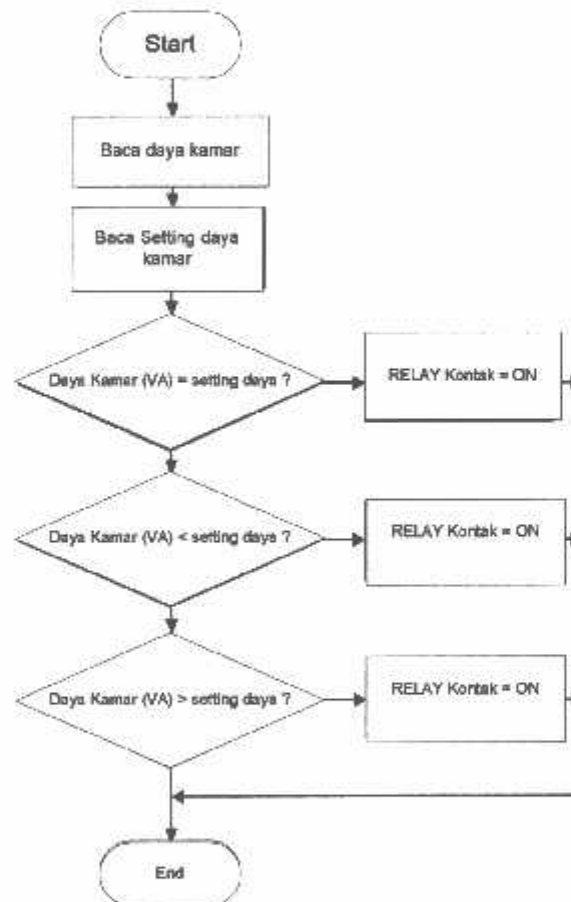 Start
Baca daya kamar
Baca Setting daya
kamar
Daya Kamar (VA) = setting daya ?
RELAY Kontak = ON
Daya Kamar (VA) < setting daya ?
RELAY Kontak = ON
Daya Kamar (VA) > setting daya ?
RELAY Kontak = ON
End